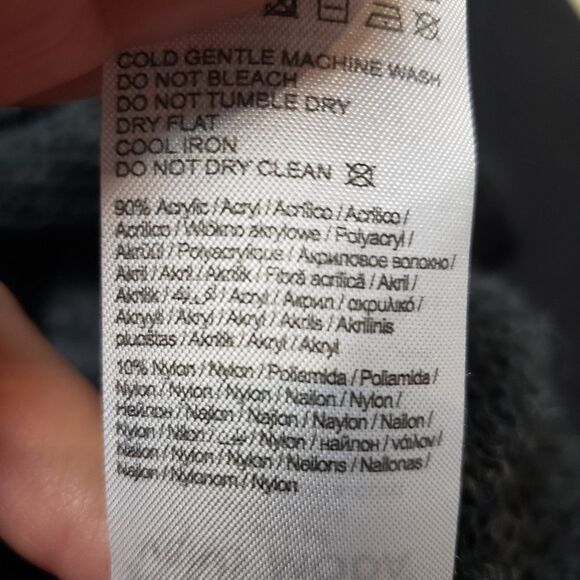 COLD GENTLE MACHINE WASH
DO NOT BLEACH
DO NOT TUMBLE DRY
DRY FLAT
COOL IRON
DO NOT DRY CLEAN
90% Acrylic / Acryl / Acrílico / Acrilico /
Acrílico / Włókno akrylowe / Polyacryl /
Akrüül / Polyacrylique / Акриловое волокно /
Akril / Akril / Akrilik / Fibră acrilică / Akril /
Akrilik / / Acryl / Акрил / ακρυλικό /
Akryyli / Akryl / Akryl / Akrils / Akrilinis
pluoštas / Akrilik / Akryl / Akryl
10% Nylon / Nylon / Poliamida / Poliamida /
Nylon / Nylon / Nylon / Nailon / Nylon /
Нейлон / Najlon / Najlon / Naylon / Nailon /
Nylon / Nilon / / Nylon / найлон / νάιλον /
Nailon / Nylon / Nylon / Neilons / Nailonas /
Najlon / Nylonom / Nylon